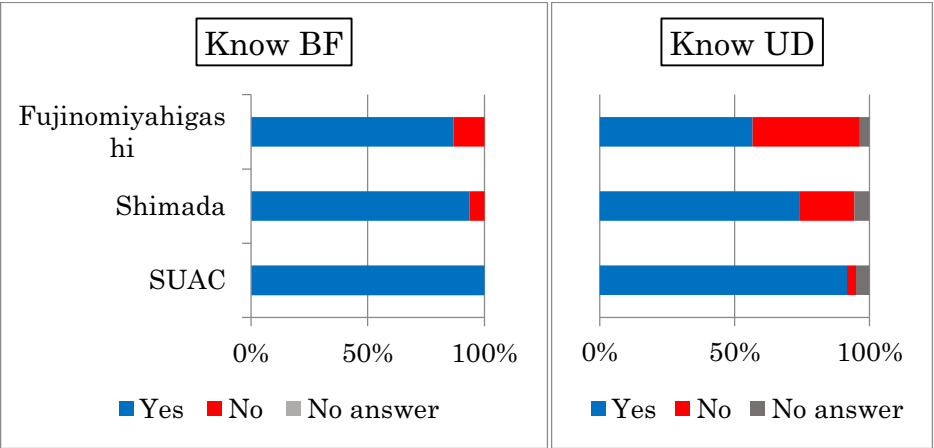 Know BF
Fujinomiyahigas
hi
Shimada
SUAC
0% 50% 100%
Yes No No answer
Know UD
0% 50% 100%
Yes No No answer